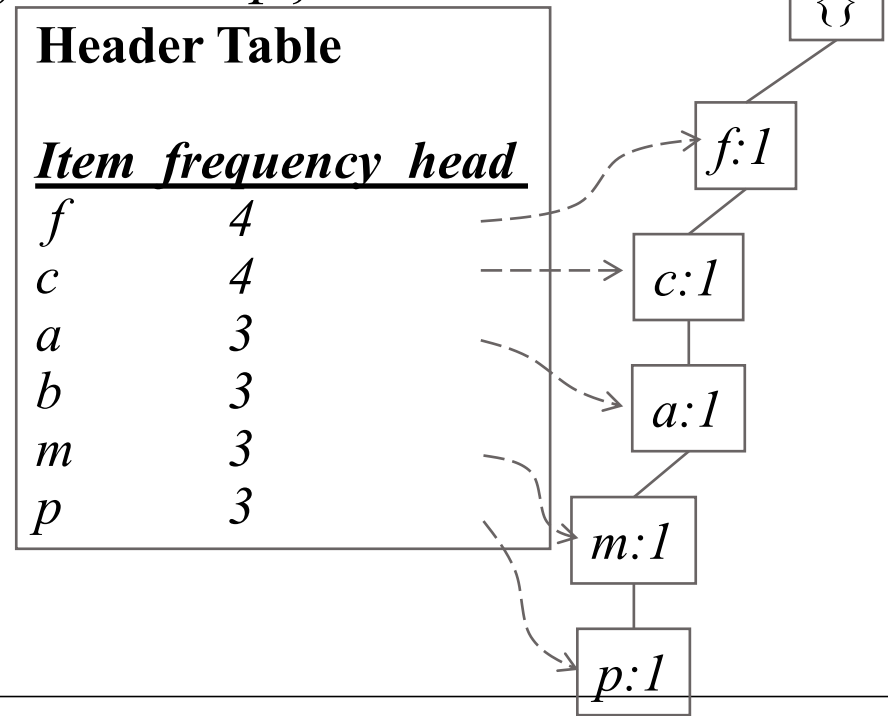 {}
Header Table
f:1
Item frequency head
f 4
c 4
c:1
a 3
b 3
a:1
m 3
p 3
m:1
p:1